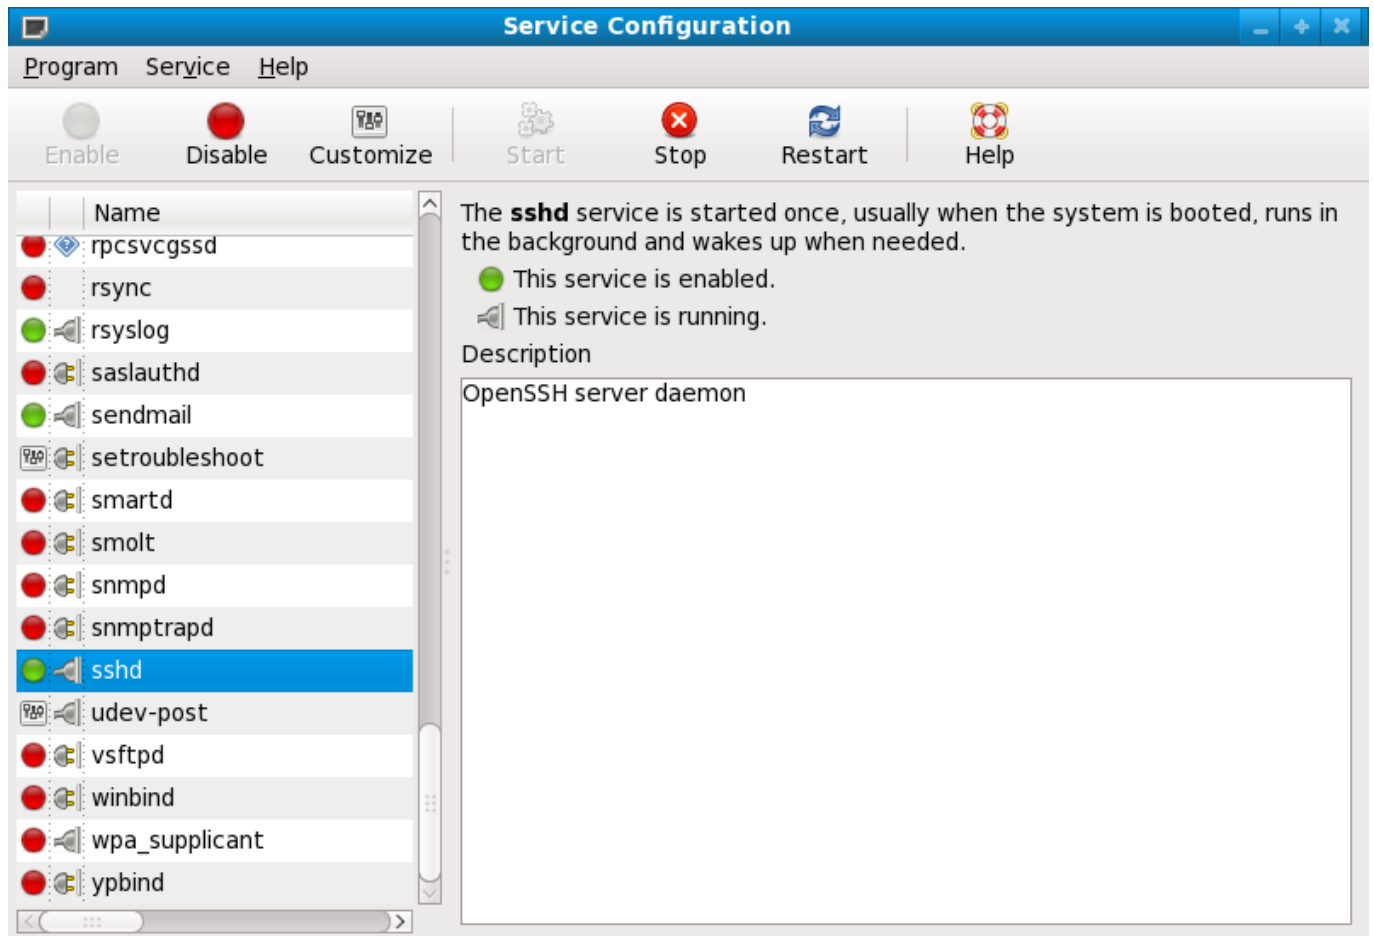 Service Configuration
Program Service Help
Enable Disable Customize Start Stop Restart Help
Name
rpcsvcgssd
rsync
rsyslog
saslauthd
sendmail
setroubleshoot
smartd
smolt
snmpd
snmptrapd
sshd
udev-post
vsftpd
winbind
wpa_supplicant
ypbind
The sshd service is started once, usually when the system is booted, runs in
the background and wakes up when needed.
This service is enabled.
This service is running.
Description
OpenSSH server daemon